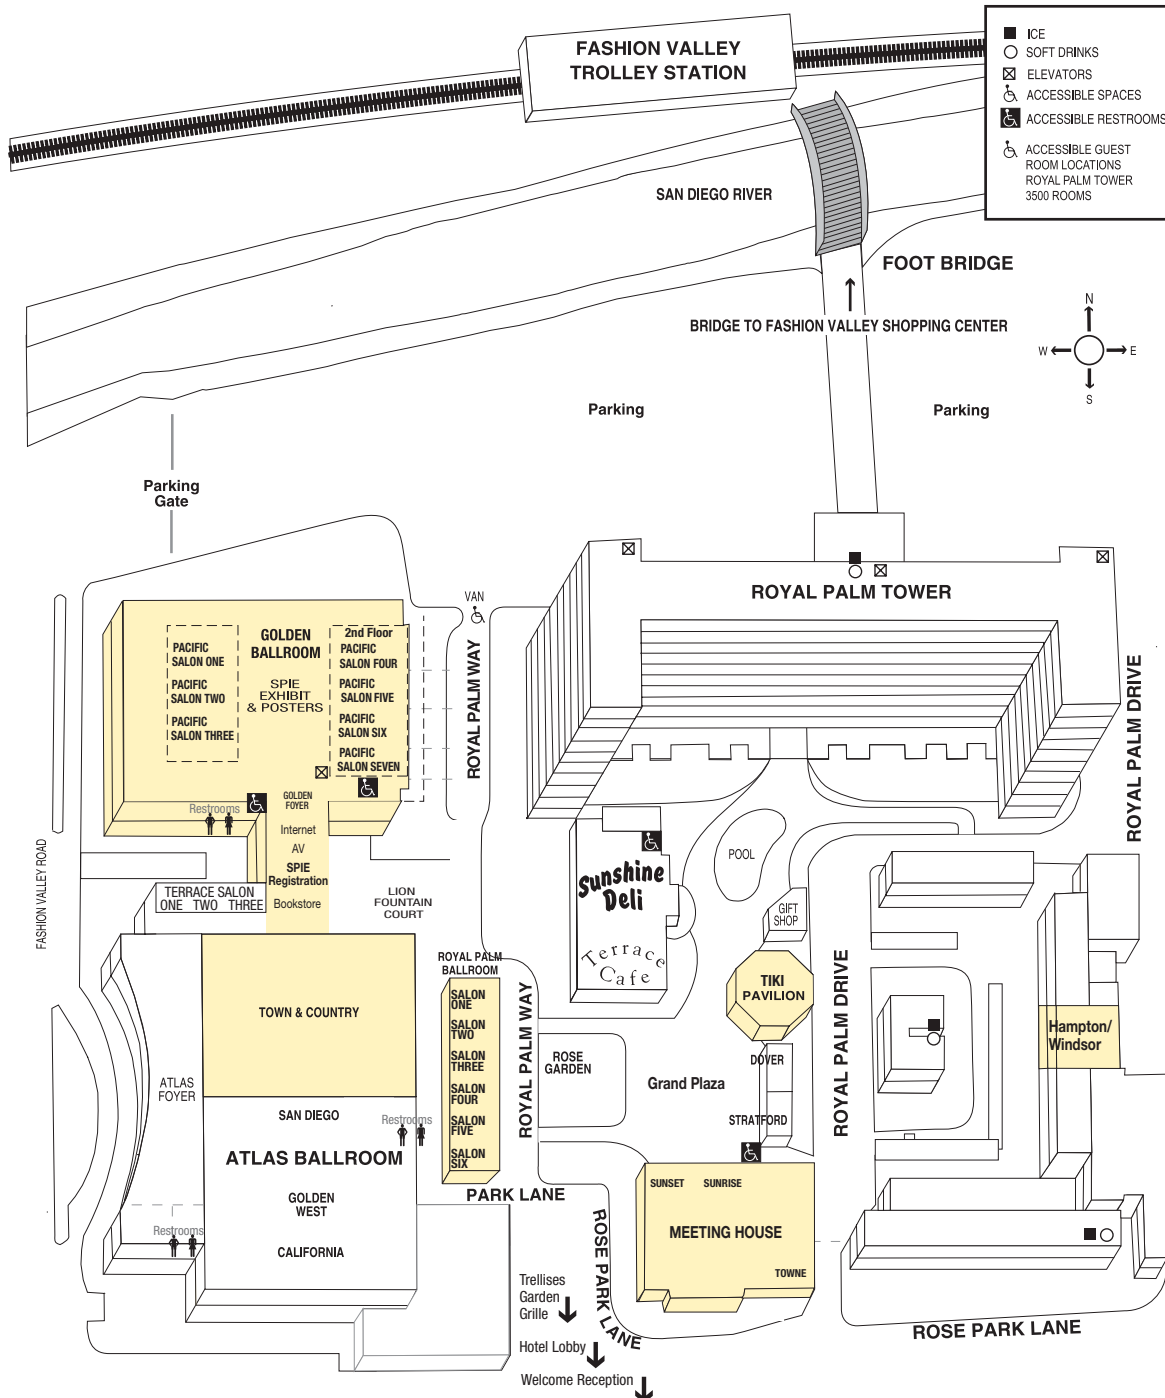 FASHION VALLEY
TROLLEY STATION
ICE
SOFT DRINKS
ELEVATORS
ACCESSIBLE SPACES
ACCESSIBLE RESTROOMS
ACCESSIBLE GUEST
ROOM LOCATIONS
ROYAL PALM TOWER
3500 ROOMS
SAN DIEGO RIVER
FOOT BRIDGE
BRIDGE TO FASHION VALLEY SHOPPING CENTER
N
W
E
S
Parking
Parking
Parking
Gate
ROYAL PALM TOWER
VAN
ROYAL PALM WAY
ROYAL PALM DRIVE
GOLDEN
BALLROOM
SPIE
EXHIBIT
& POSTERS
PACIFIC
SALON ONE
PACIFIC
SALON TWO
PACIFIC
SALON THREE
2nd Floor
PACIFIC
SALON FOUR
PACIFIC
SALON FIVE
PACIFIC
SALON SIX
PACIFIC
SALON SEVEN
GOLDEN
FOYER
Restrooms
Internet
AV
SPIE
Registration
Bookstore
FASHION VALLEY ROAD
TERRACE SALON
ONE TWO THREE
LION
FOUNTAIN
COURT
Sunshine
Deli
Terrace
Cafe
POOL
GIFT
SHOP
TIKI
PAVILION
ROYAL PALM DRIVE
Hampton/
Windsor
TOWN & COUNTRY
ROYAL PALM
BALLROOM
SALON
ONE
SALON
TWO
SALON
THREE
SALON
FOUR
SALON
FIVE
SALON
SIX
ROYAL PALM WAY
ROSE
GARDEN
Grand Plaza
DOVER
STRATFORD
ATLAS
FOYER
SAN DIEGO
Restrooms
ATLAS BALLROOM
GOLDEN
WEST
CALIFORNIA
Restrooms
PARK LANE
SUNSET SUNRISE
MEETING HOUSE
TOWNE
ROSE PARK LANE
ROSE PARK LANE
Trellises
Garden
Grille
Hotel Lobby
Welcome Reception